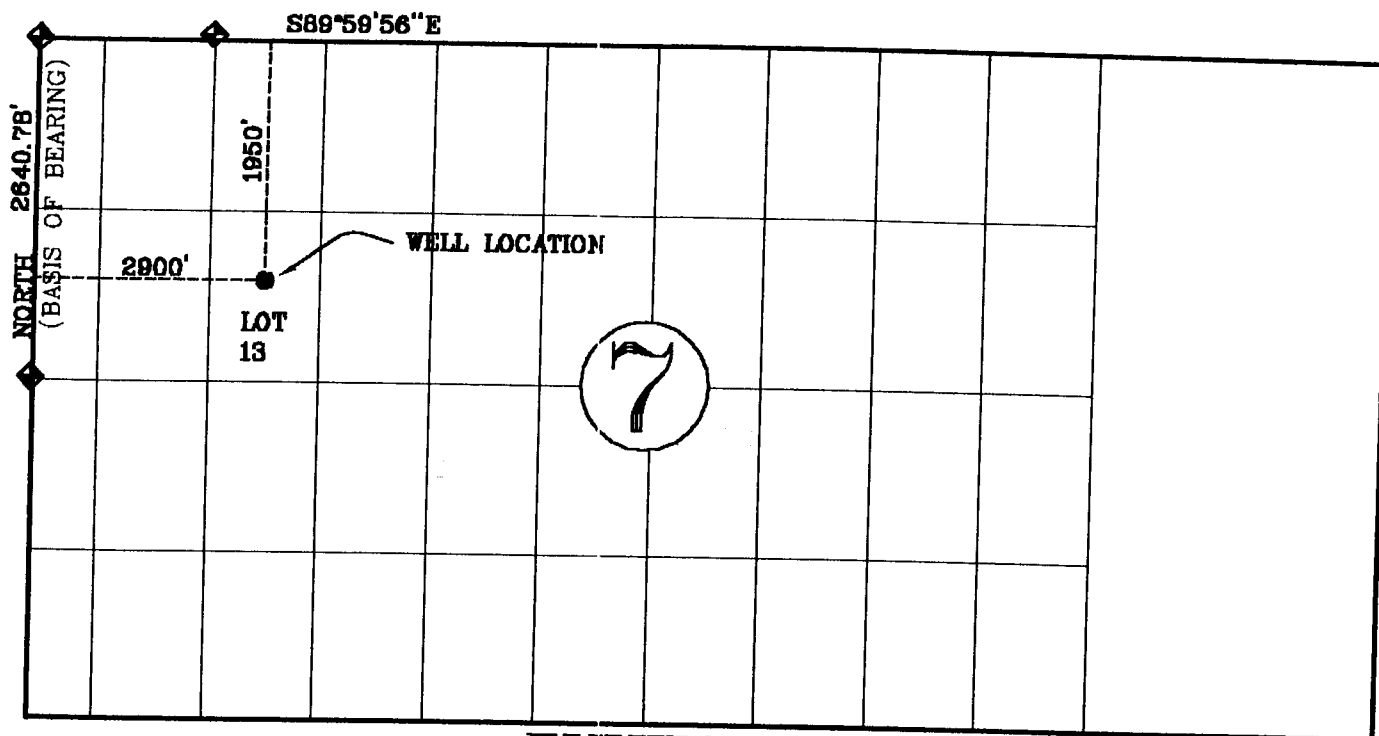 S89°59'56"E
NORTH 2640.78'
(BASIS OF BEARING)
1950'
WELL LOCATION
2900'
LOT
13
7